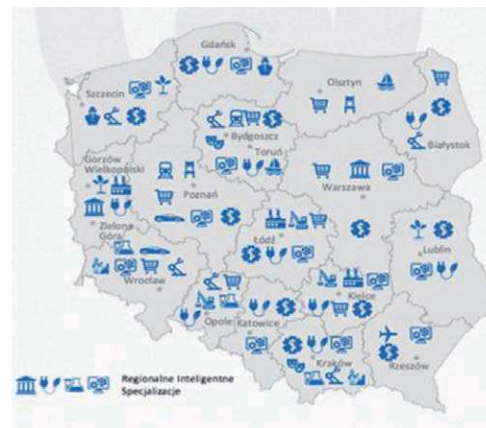 Gdańsk
Olsztyn
Szczecin
Bydgoszcz
Białystok
Toruń
Gorzów
Wielkopolski
Poznań
Warszawa
Zielona
Góra
Łódź
Lublin
Wrocław
Kielce
Opole
Katowice
Kraków
Rzeszów
Regionalne Inteligentne
Specjalizacje